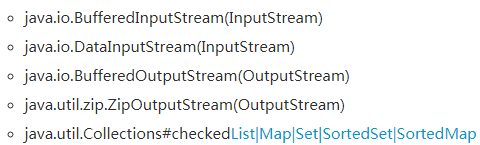 java.io.BufferedInputStream(InputStream)
java.io.DataInputStream(InputStream)
java.io.BufferedOutputStream(OutputStream)
java.util.zip.ZipOutputStream(OutputStream)
java.util.Collections#checkedList|Map|Set|SortedSet|SortedMap